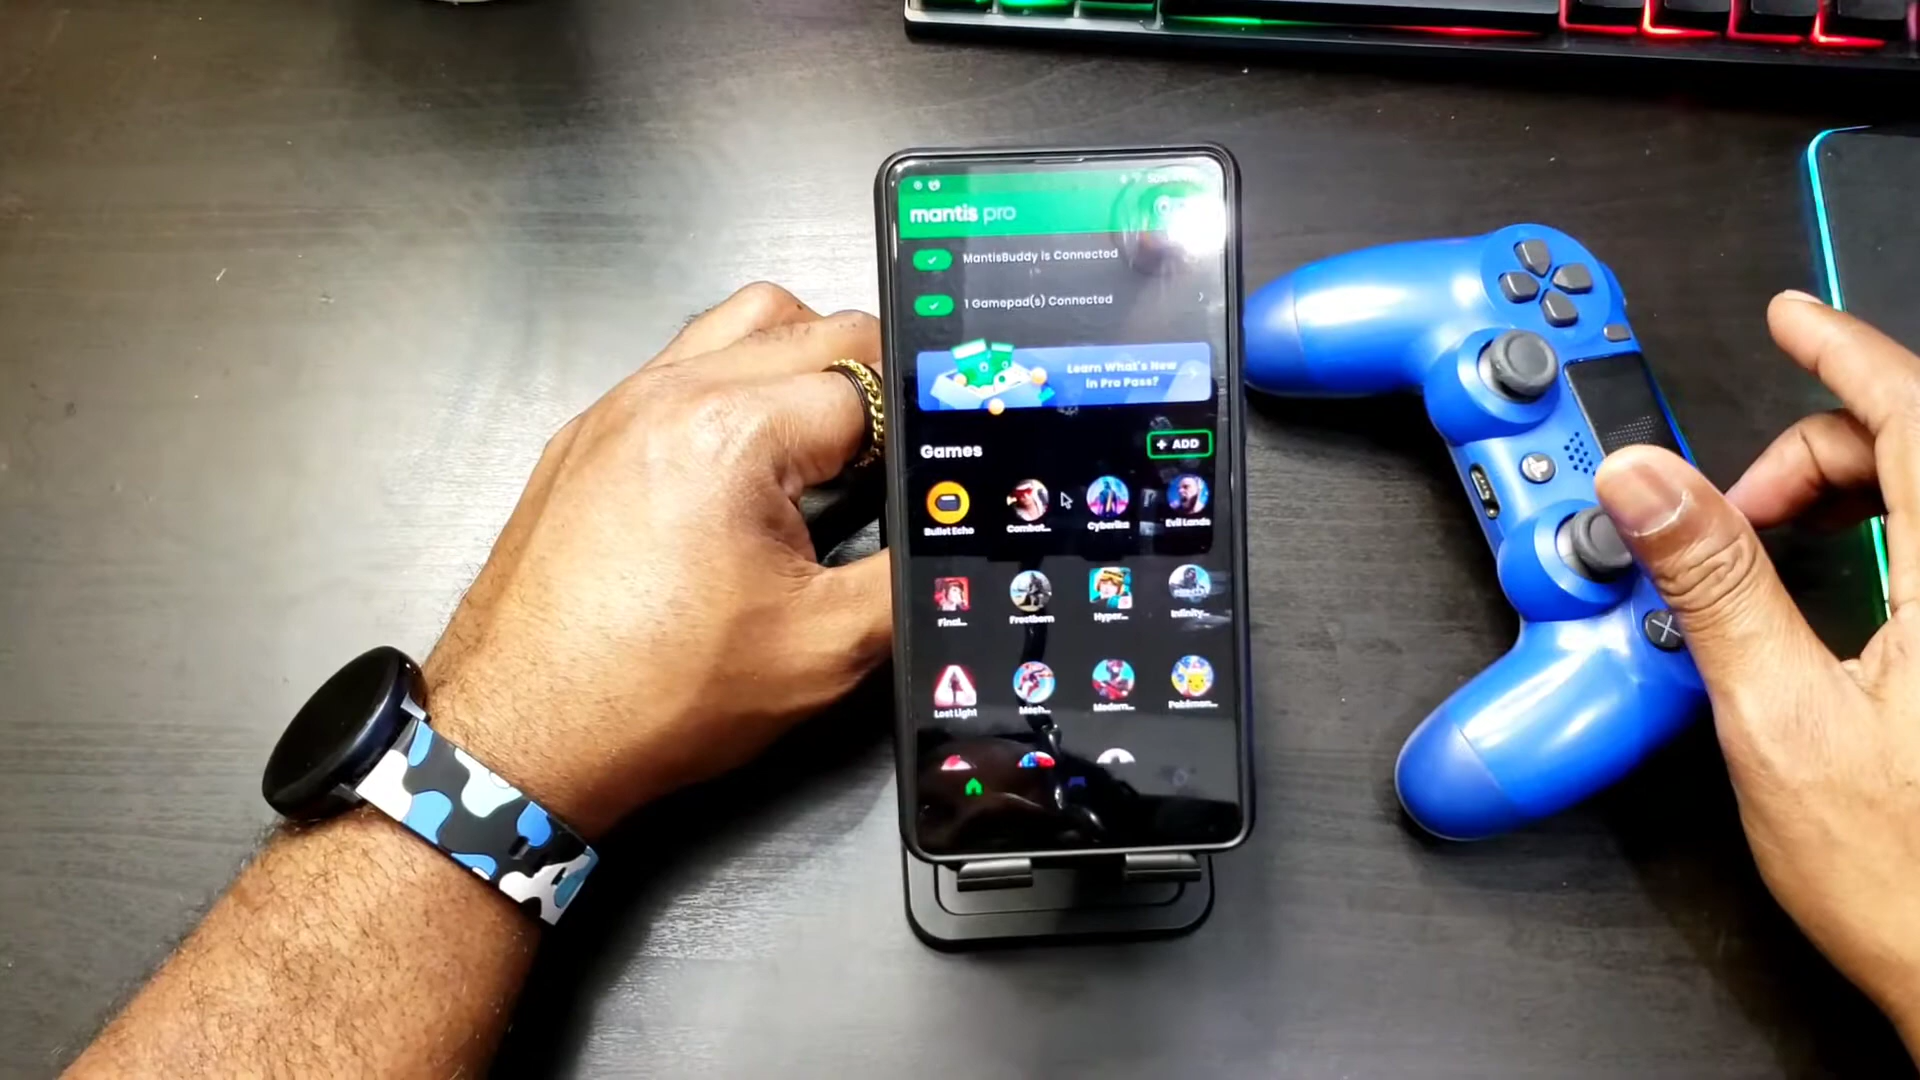 mantis pro
MantisBuddy is Connected
1 Gamepad(s) Connected
Learn What's New
in Pro Pass?
Games
+ ADD
Bullet Echo
Combat...
Cyberika
Evil Lands
Final...
Frostborn
Hyper...
Infinity...
Lost Light
Mech...
Modern...
Pokémon...